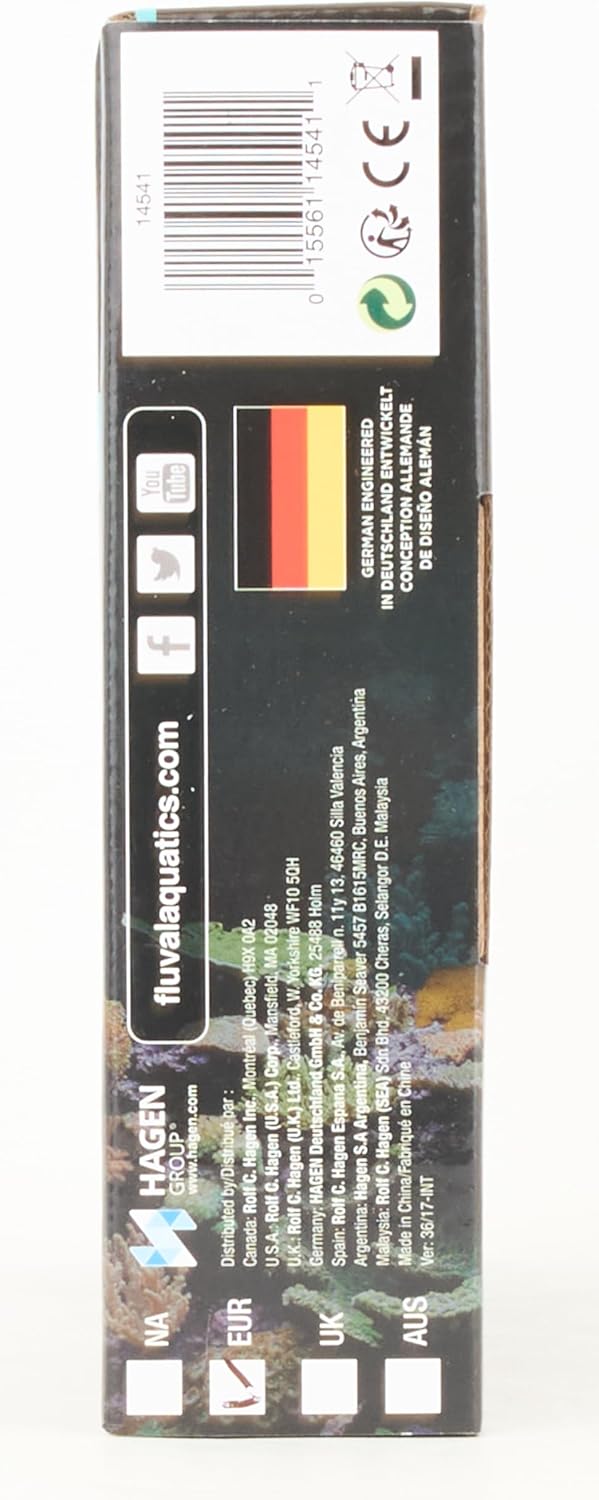 14541
0 15561 14541 1
CE
You
Tube
f
fluvalaquatics.com
GERMAN ENGINEERED
IN DEUTSCHLAND ENTWICKELT
CONCEPTION ALLEMANDE
DE DISEÑO ALEMÁN
HAGEN
GROUP®
www.hagen.com
Distributed by/Distribué par :
Canada: Rolf C. Hagen Inc., Montréal (Quebec) H9X 0A2
U.S.A.: Rolf C. Hagen (U.S.A.) Corp., Mansfield, MA 02048
U.K.: Rolf C. Hagen (U.K.) Ltd., Castleford, W. Yorkshire WF10 5QH
Germany: HAGEN Deutschland GmbH & Co. KG, 25488 Holm
Spain: Rolf C. Hagen España S.A., Av. de Beniparrell n. 11y 13, 46460 Silla Valencia
Argentina: Hagen S.A Argentina, Benjamin Seaver 5457 B1615MRC, Buenos Aires, Argentina
Malaysia: Rolf C. Hagen (SEA) Sdn Bhd, 43200 Cheras, Selangor D.E. Malaysia
Made in China/Fabriqué en Chine
Ver: 36/17-INT
NA
EUR
UK
AUS